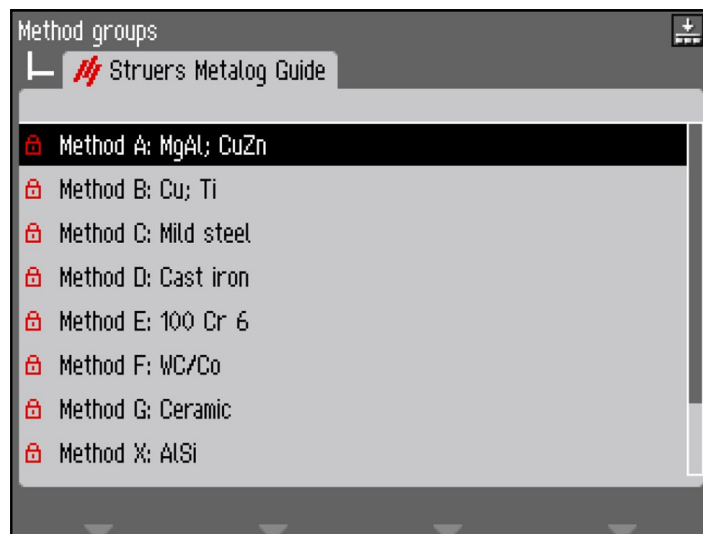 Method groups
Struers Metalog Guide
Method A: MgAl; CuZn
Method B: Cu; Ti
Method C: Mild steel
Method D: Cast iron
Method E: 100 Cr 6
Method F: WC/Co
Method G: Ceramic
Method X: AlSi